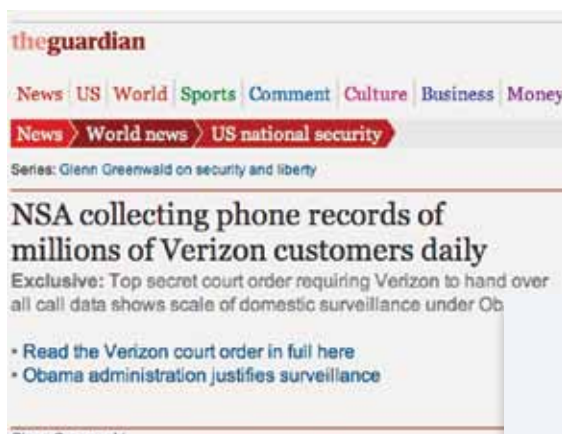 theguardian
News US World Sports Comment Culture Business Money
News World news US national security
Series: Glenn Greenwald on security and liberty
NSA collecting phone records of
millions of Verizon customers daily
Exclusive: Top secret court order requiring Verizon to hand over
all call data shows scale of domestic surveillance under Ob
• Read the Verizon court order in full here
• Obama administration justifies surveillance